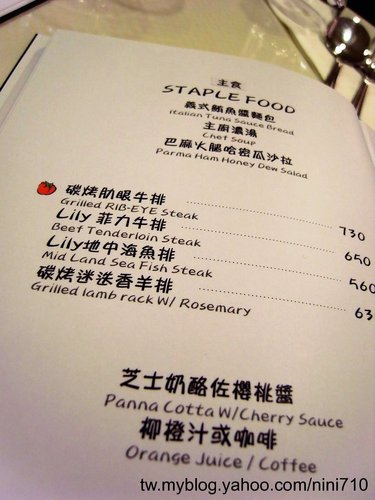 主食
STAPLE FOOD
義式鮪魚醬麵包
italian Tuna Sauce Bread
主廚濃湯
Chef Soup
巴麻火腿哈密瓜沙拉
Parma Ham Honey Dew Salad
碳烤肋眼牛排
Grilled RIB-EYE Steak 730
Lily 菲力牛排
Beef Tenderloin Steak 650
Lily地中海魚排
Mid Land Sea Fish Steak 560
碳烤迷迭香羊排
Grilled lamb rack W/ Rosemary 63
芝士奶酪佐櫻桃醬
Panna Cotta W/Cherry Sauce
柳橙汁或咖啡
Orange Juice / Coffee
tw.myblog.yahoo.com/nini710